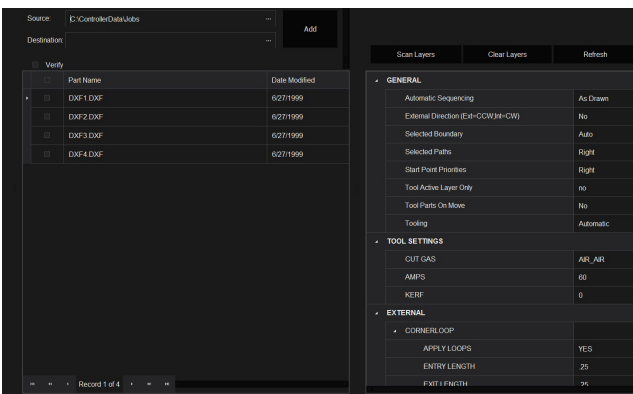 Source: C:\ControllerData\Jobs ...
Add
Destination: ...
Verify
Part Name Date Modified
DXF1.DXF 6/27/1999
DXF2.DXF 6/27/1999
DXF3.DXF 6/27/1999
DXF4.DXF 6/27/1999
Record 1 of 4
Scan Layers Clear Layers Refresh
GENERAL
Automatic Sequencing As Drawn
External Direction (Ext=CCW,Int=CW) No
Selected Boundary Auto
Selected Paths Right
Start Point Priorities Right
Tool Active Layer Only no
Tool Parts On Move No
Tooling Automatic
TOOL SETTINGS
CUT GAS AIR_AIR
AMPS 60
KERF 0
EXTERNAL
CORNERLOOP
APPLY LOOPS YES
ENTRY LENGTH .25
EXIT LENGTH .25